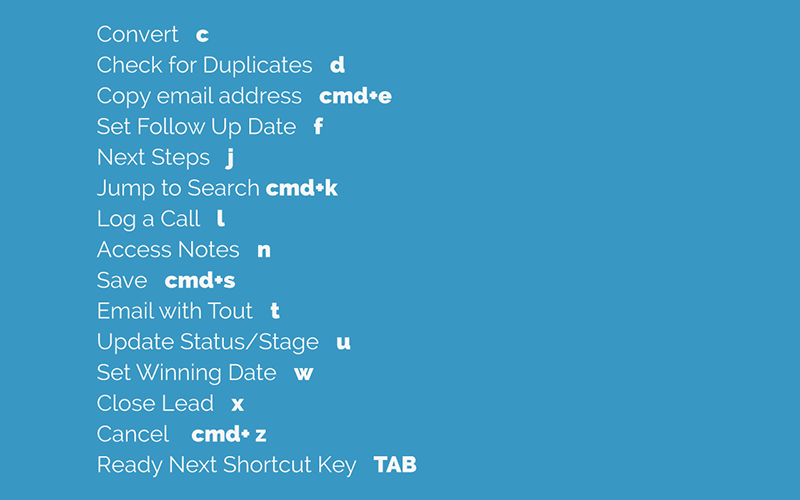 Convert c
Check for Duplicates d
Copy email address cmd+e
Set Follow Up Date f
Next Steps j
Jump to Search cmd+k
Log a Call l
Access Notes n
Save cmd+s
Email with Tout t
Update Status/Stage u
Set Winning Date w
Close Lead x
Cancel cmd+ z
Ready Next Shortcut Key TAB